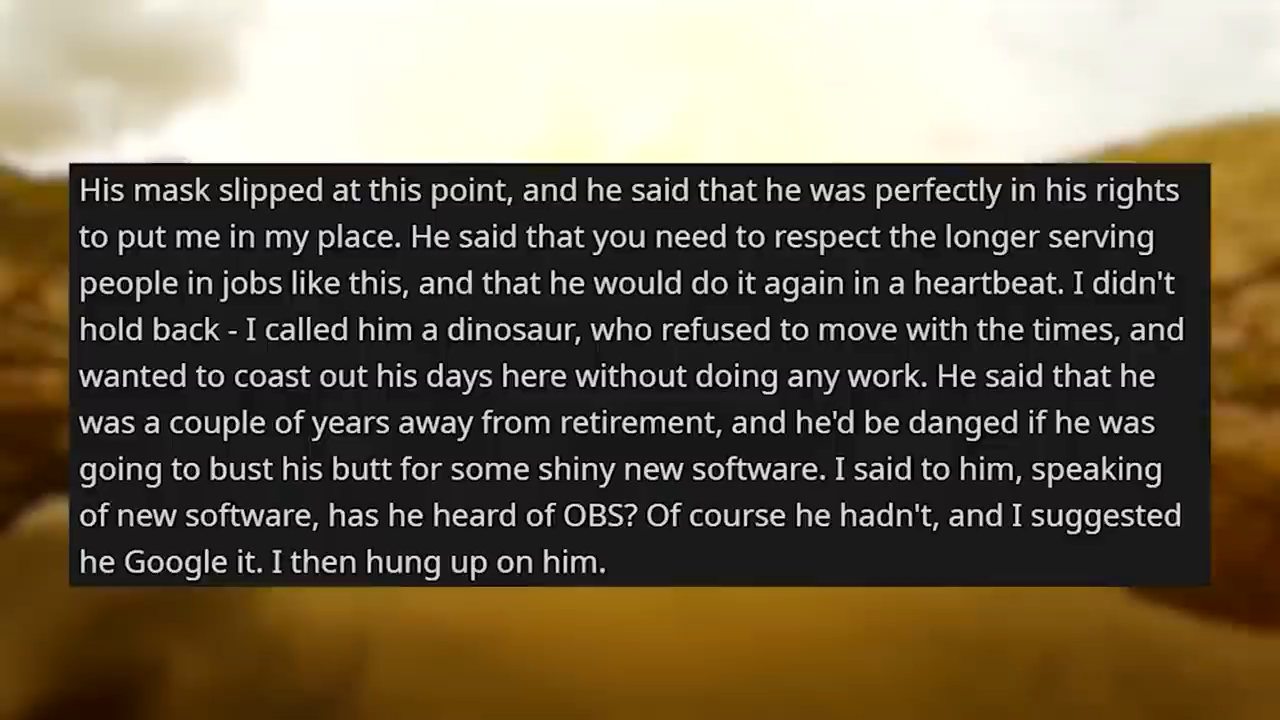 His mask slipped at this point, and he said that he was perfectly in his rights
to put me in my place. He said that you need to respect the longer serving
people in jobs like this, and that he would do it again in a heartbeat. I didn't
hold back - I called him a dinosaur, who refused to move with the times, and
wanted to coast out his days here without doing any work. He said that he
was a couple of years away from retirement, and he'd be danged if he was
going to bust his butt for some shiny new software. I said to him, speaking
of new software, has he heard of OBS? Of course he hadn't, and I suggested
he Google it. I then hung up on him.